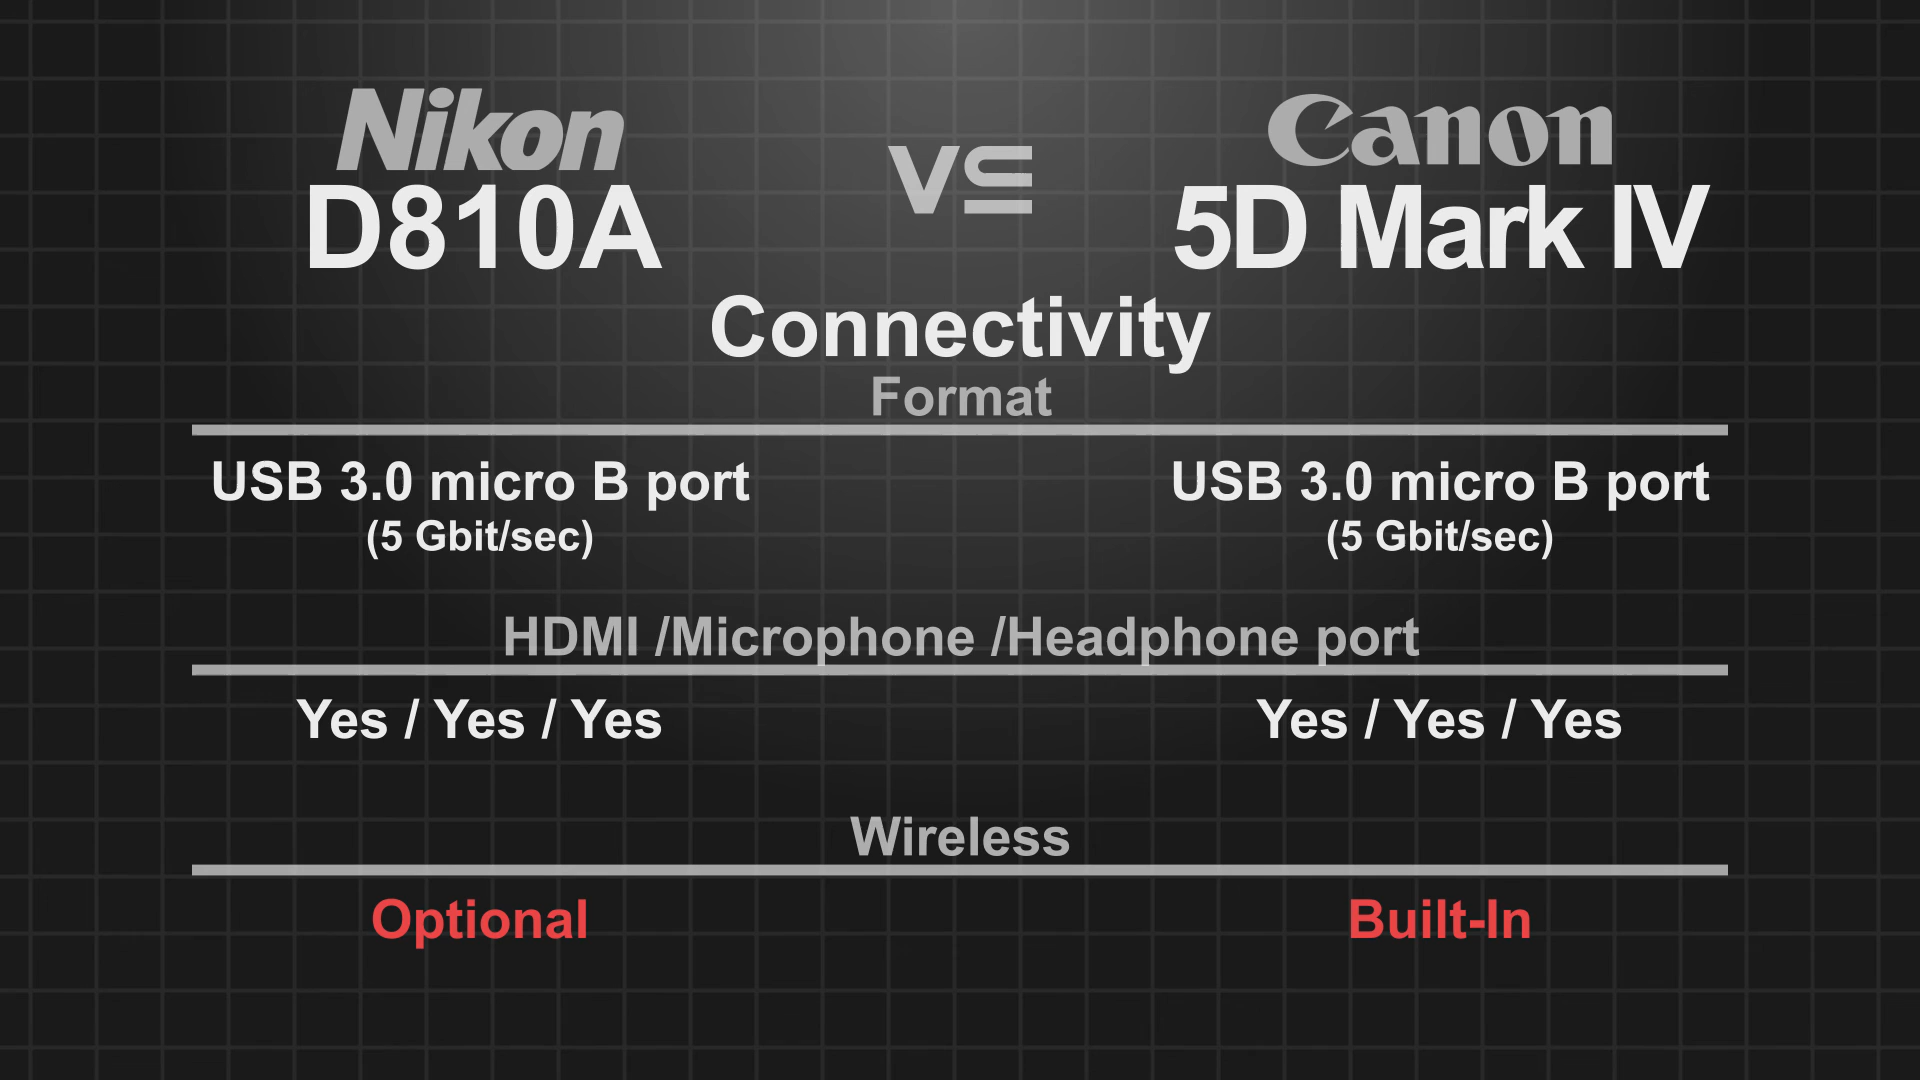 Nikon
D810A
VS
Canon
5D Mark IV
Connectivity
Format
USB 3.0 micro B port
(5 Gbit/sec)
USB 3.0 micro B port
(5 Gbit/sec)
HDMI /Microphone /Headphone port
Yes / Yes / Yes
Yes / Yes / Yes
Wireless
Optional
Built-In